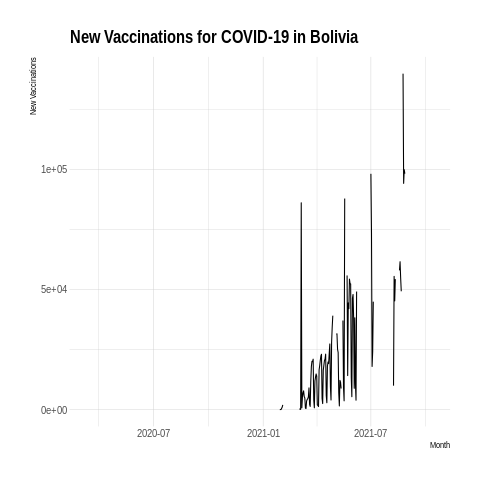 New Vaccinations for COVID-19 in Bolivia
New Vaccinations
1e+05
5e+04
0e+00
2020-07
2021-01
2021-07
Month